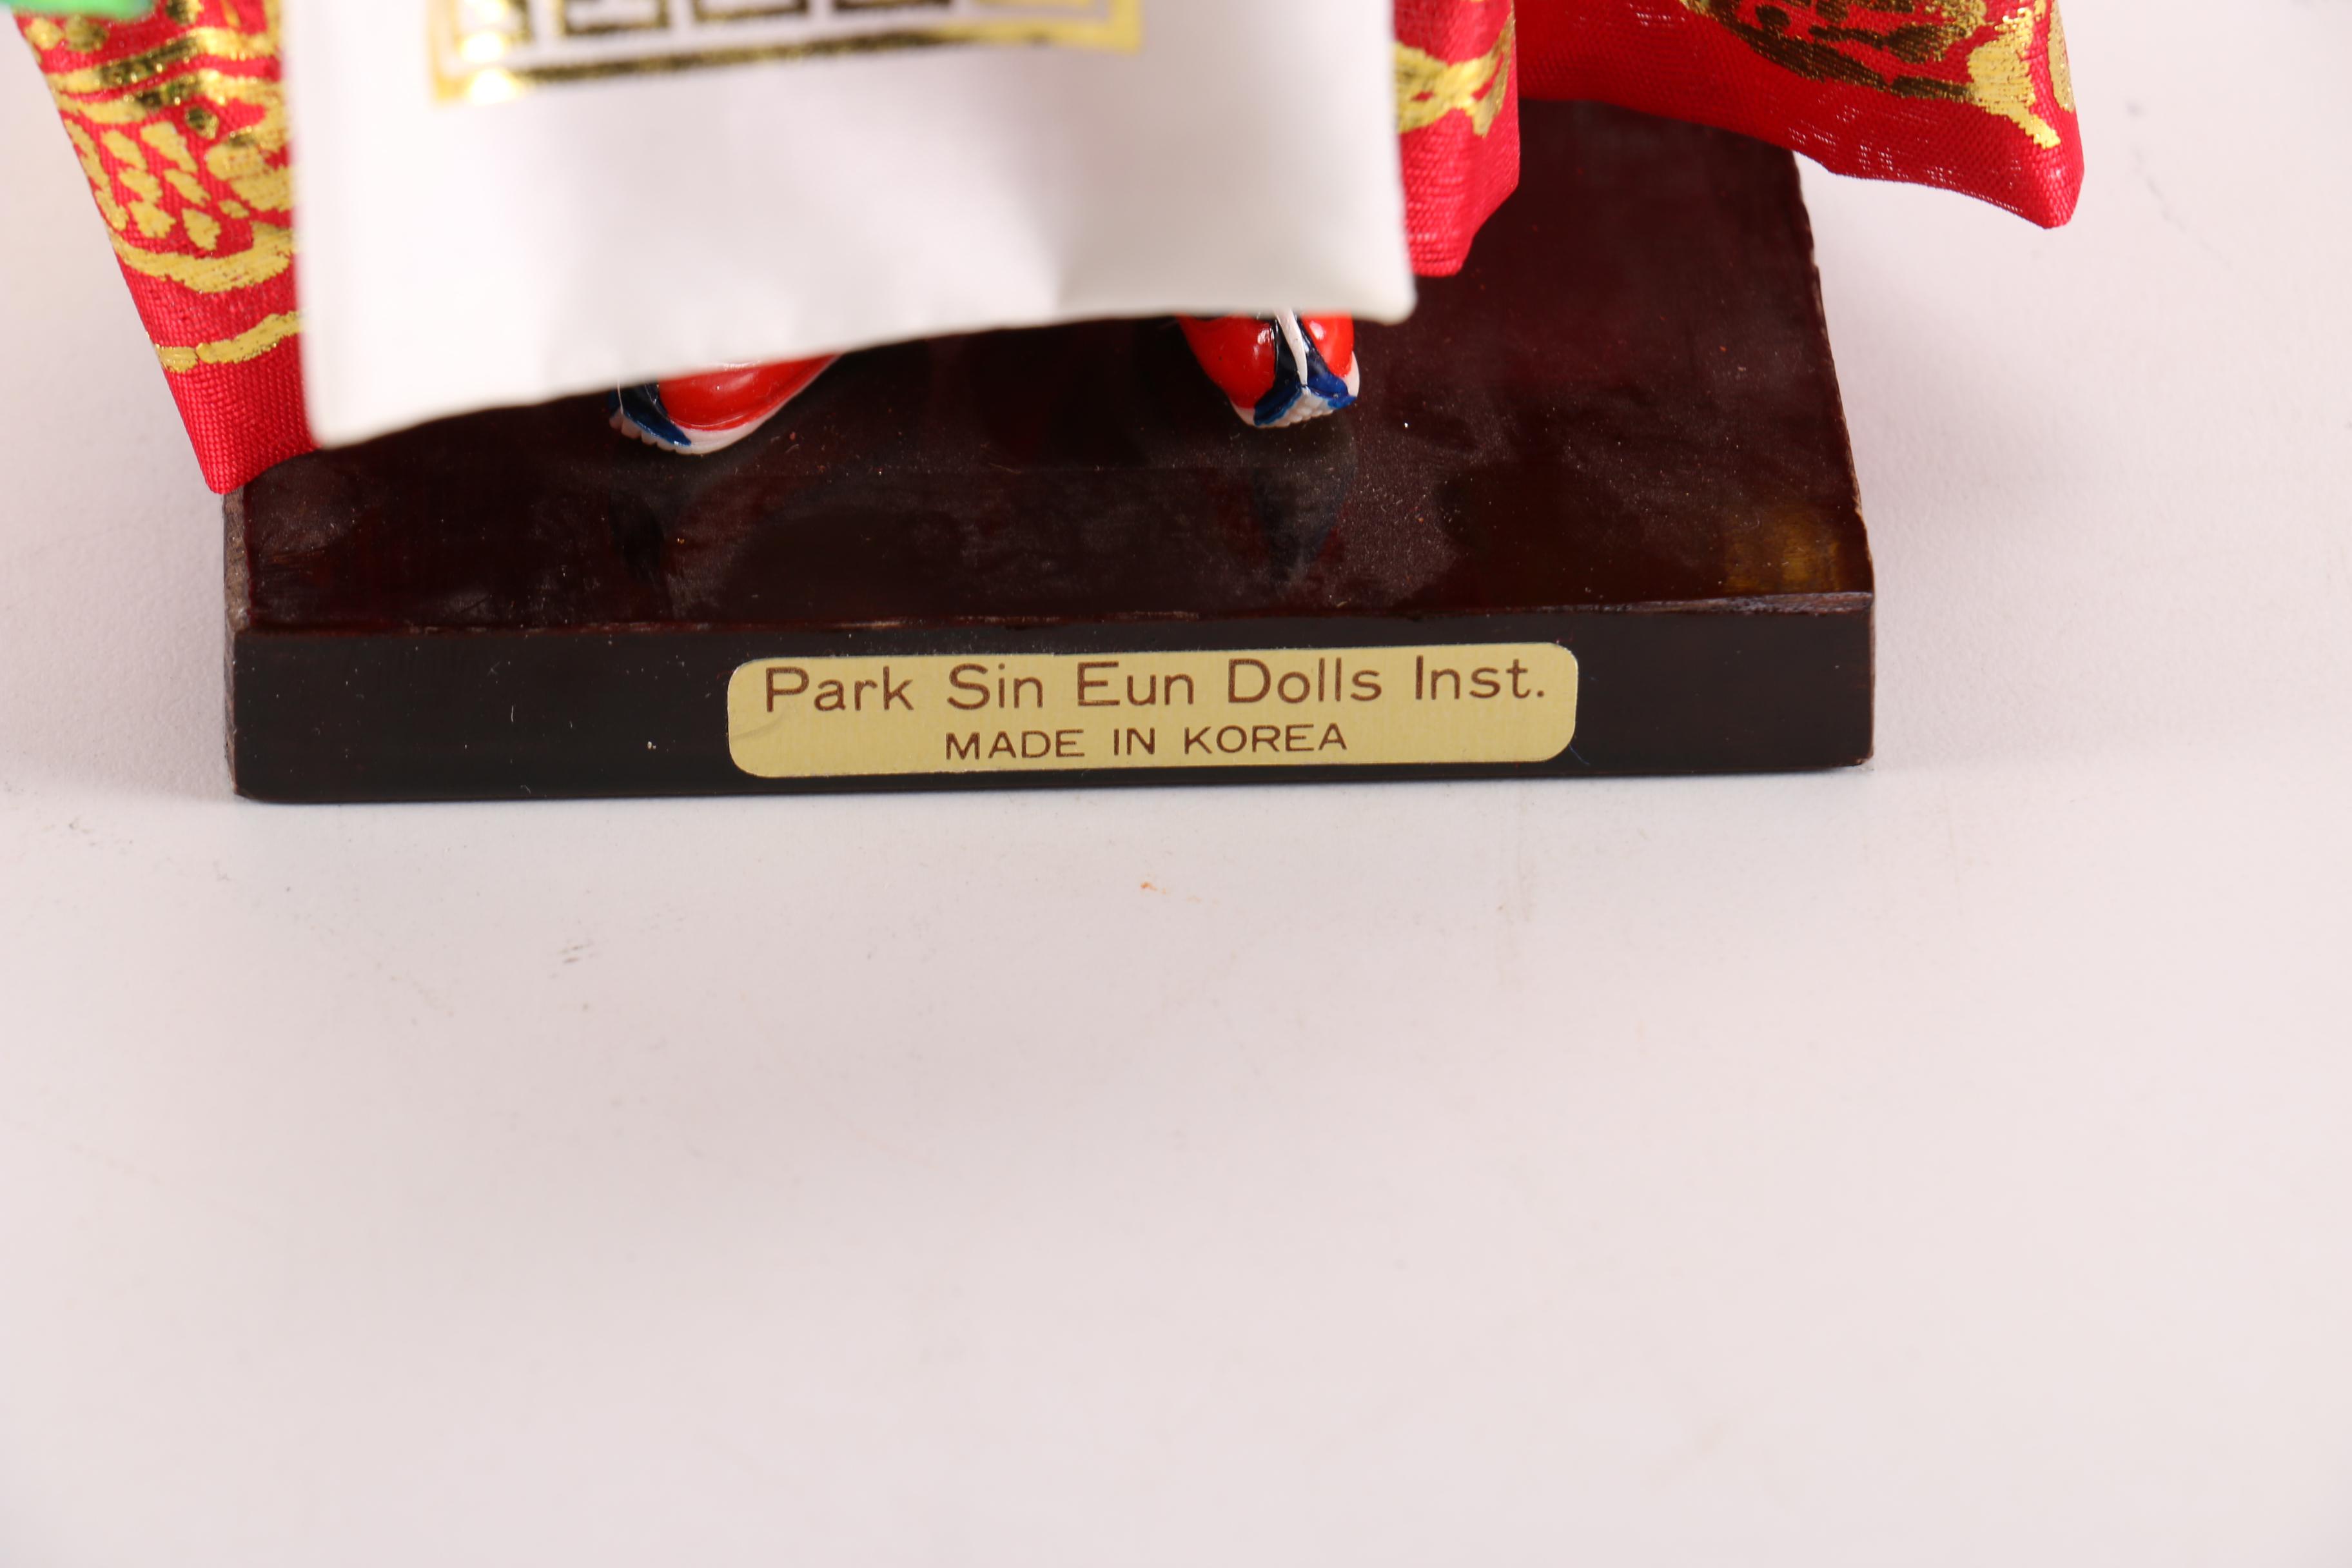 Park Sin Eun Dolls Inst.
MADE IN KOREA